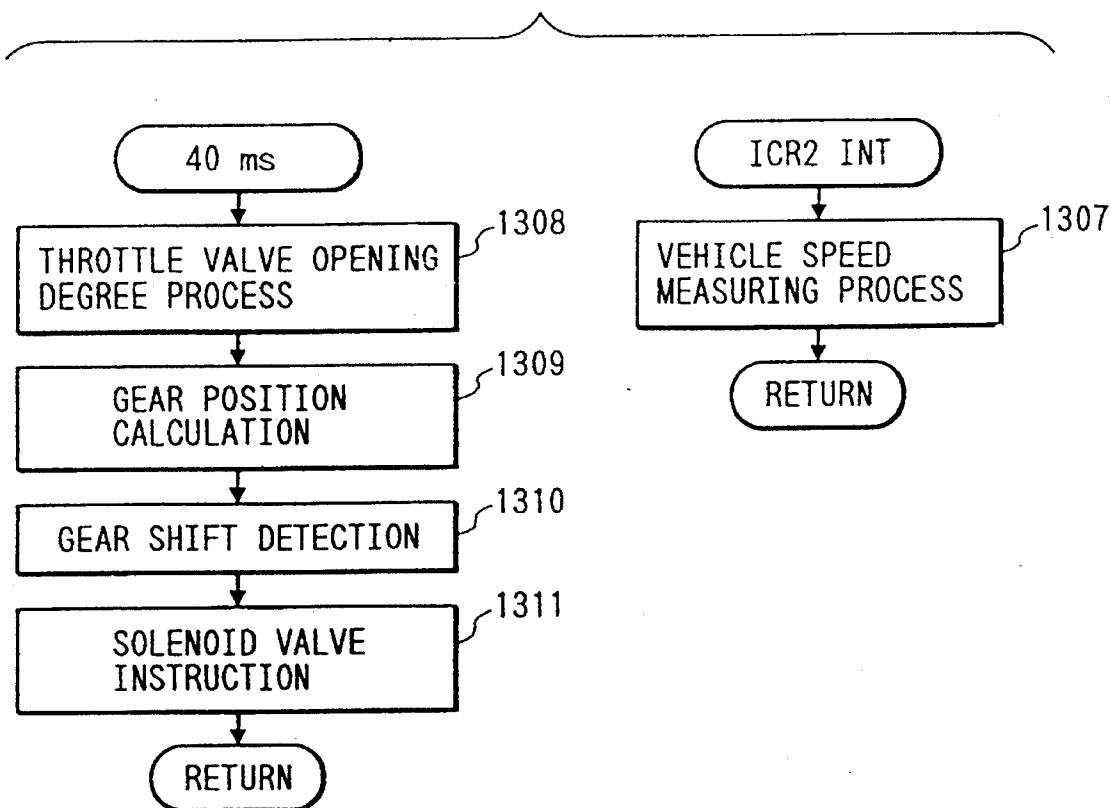 40 ms
1308
THROTTLE VALVE OPENING
DEGREE PROCESS
1309
GEAR POSITION
CALCULATION
1310
GEAR SHIFT DETECTION
1311
SOLENOID VALVE
INSTRUCTION
RETURN
ICR2 INT
1307
VEHICLE SPEED
MEASURING PROCESS
RETURN